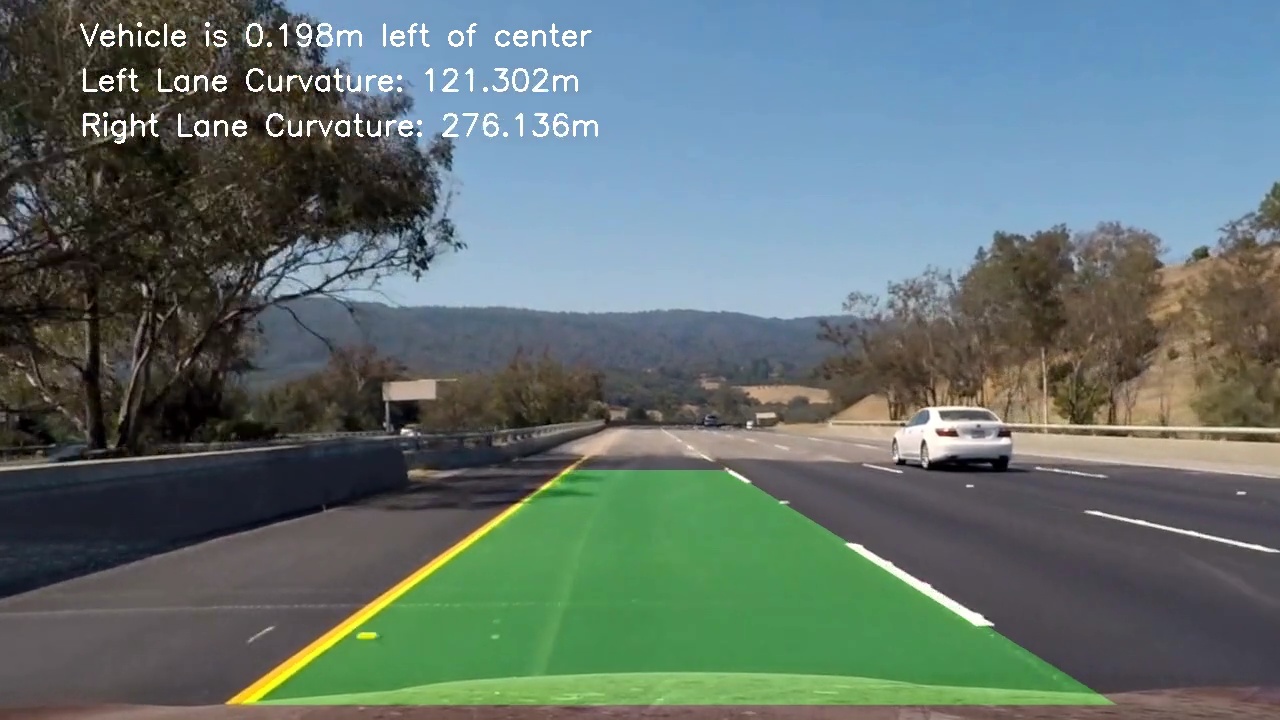 Vehicle is 0.198m left of center
Left Lane Curvature: 121.302m
Right Lane Curvature: 276.136m